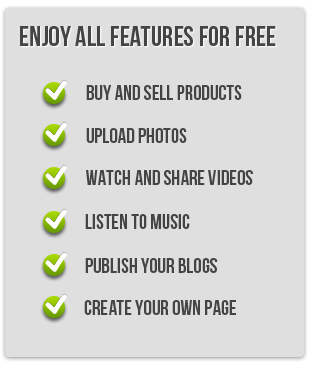 ENJOY ALL FEATURES FOR FREE
BUY AND SELL PRODUCTS
UPLOAD PHOTOS
WATCH AND SHARE VIDEOS
LISTEN TO MUSIC
PUBLISH YOUR BLOGS
CREATE YOUR OWN PAGE